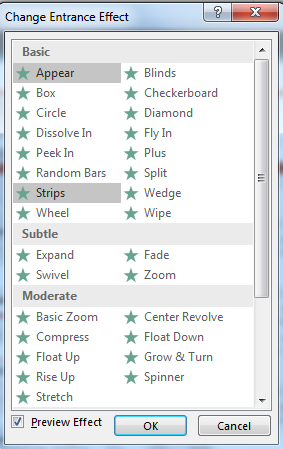 Change Entrance Effect ?
Basic
Appear Blinds
Box Checkerboard
Circle Diamond
Dissolve In Fly In
Peek In Plus
Random Bars Split
Strips Wedge
Wheel Wipe
Subtle
Expand Fade
Swivel Zoom
Moderate
Basic Zoom Center Revolve
Compress Float Down
Float Up Grow & Turn
Rise Up Spinner
Stretch
Preview Effect OK Cancel